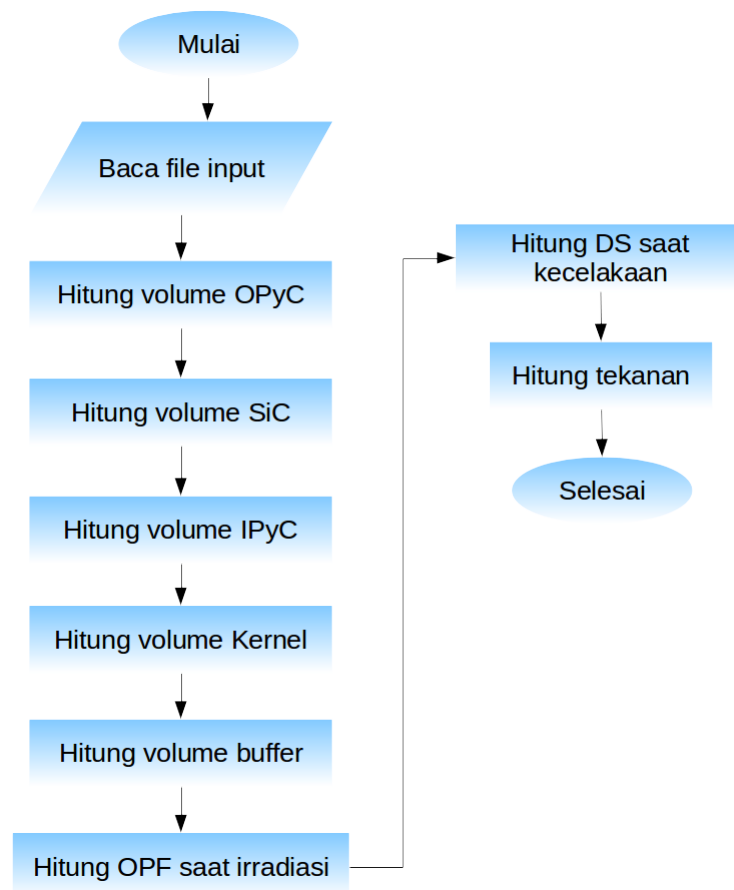 Mulai
Baca file input
Hitung volume OPyC
Hitung volume SiC
Hitung volume IPyC
Hitung volume Kernel
Hitung volume buffer
Hitung OPF saat irradiasi
Hitung DS saat
kecelakaan
Hitung tekanan
Selesai